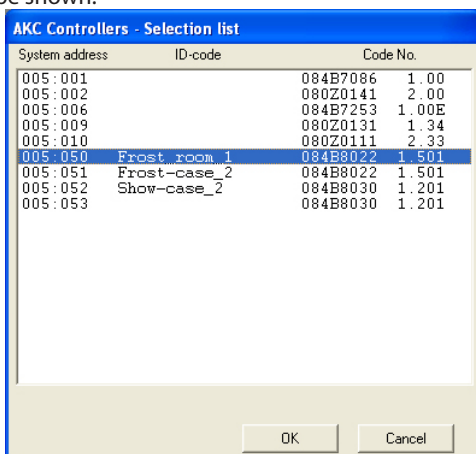 be shown.
AKC Controllers - Selection list
System address ID-code Code No.
005:001 084B7086 1.00
005:002 080Z0141 2.00
005:006 084B7253 1.00E
005:009 080Z0131 1.34
005:010 080Z0111 2.33
005:050 Frost room 1 084B8022 1.501
005:051 Frost-case_2 084B8022 1.501
005:052 Show-case_2 084B8030 1.201
005:053 084B8030 1.201
OK Cancel